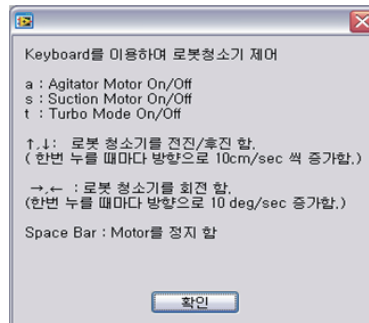 Keyboard를 이용하여 로봇청소기 제어
a : Agitator Motor On/Off
s : Suction Motor On/Off
t : Turbo Mode On/Off
↑,↓: 로봇 청소기를 전진/후진 함.
( 한번 누를 때마다 방향으로 10cm/sec 씩 증가함.)
→,← : 로봇 청소기를 회전 함.
(한번 누를 때마다 방향으로 10 deg/sec 증가함.)
Space Bar : Motor를 정지 함
확인